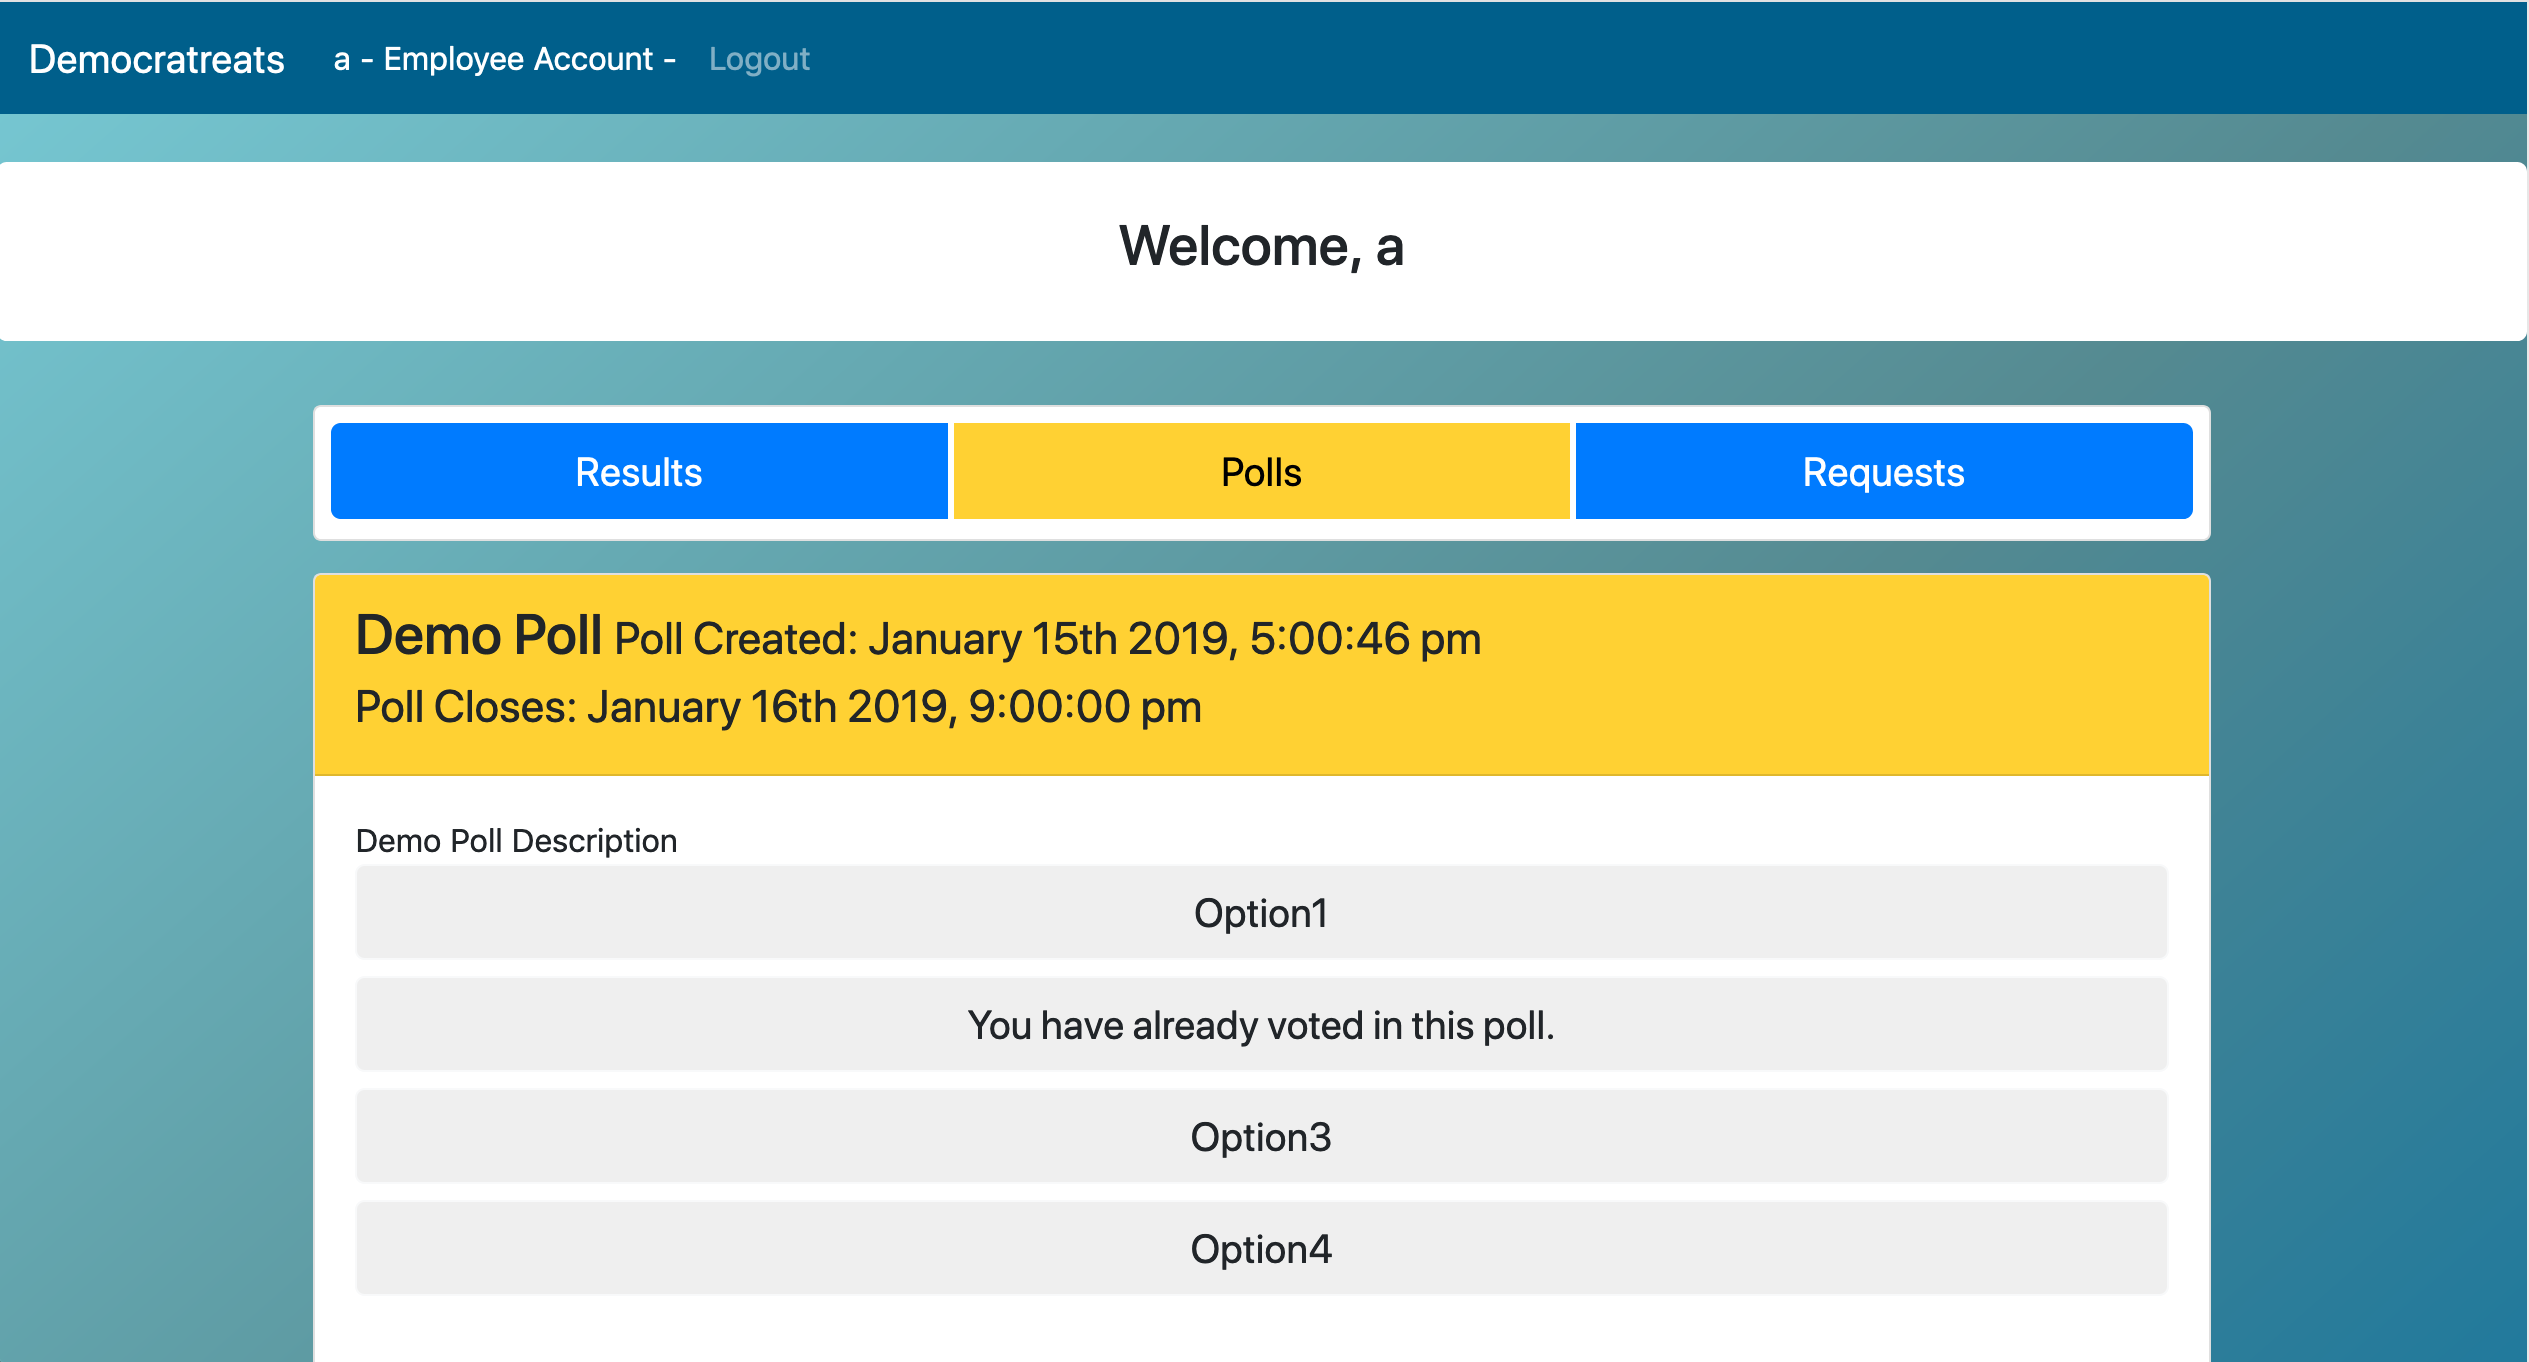 Democratreats a - Employee Account - Logout
Welcome, a
Results Polls Requests
Demo Poll Poll Created: January 15th 2019, 5:00:46 pm
Poll Closes: January 16th 2019, 9:00:00 pm
Demo Poll Description
Option1
You have already voted in this poll.
Option3
Option4